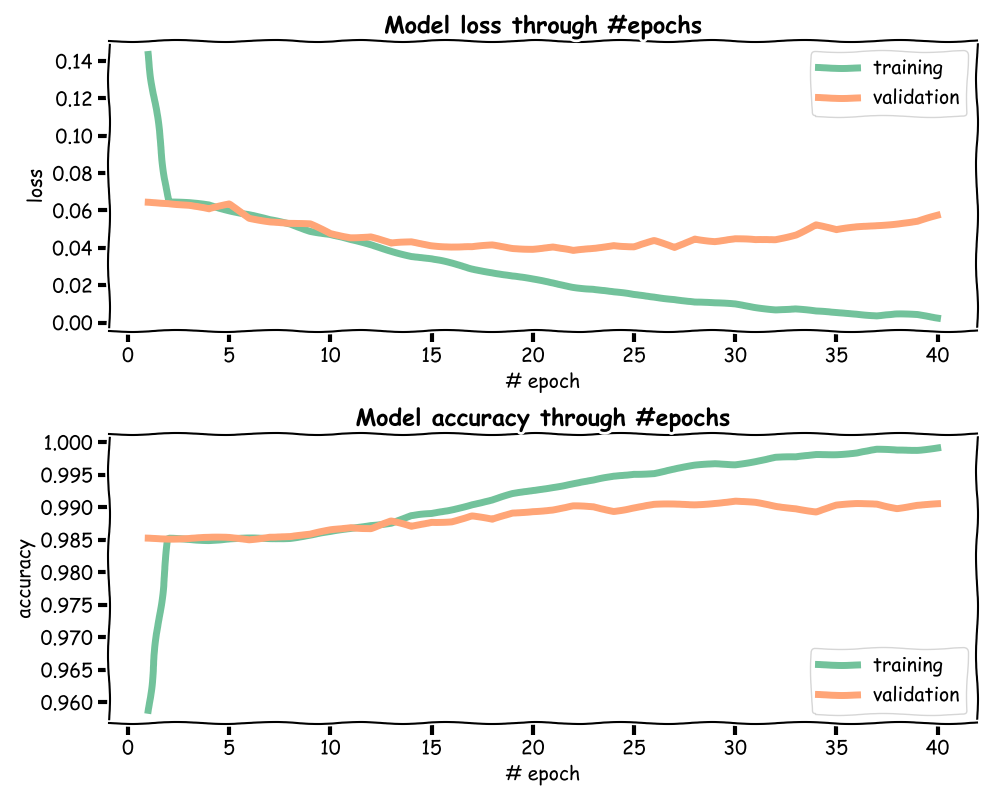 Model loss through #epochs
training
validation
loss
0.14
0.12
0.10
0.08
0.06
0.04
0.02
0.00
0 5 10 15 20 25 30 35 40
# epoch
Model accuracy through #epochs
accuracy
1.000
0.995
0.990
0.985
0.980
0.975
0.970
0.965
0.960
training
validation
0 5 10 15 20 25 30 35 40
# epoch